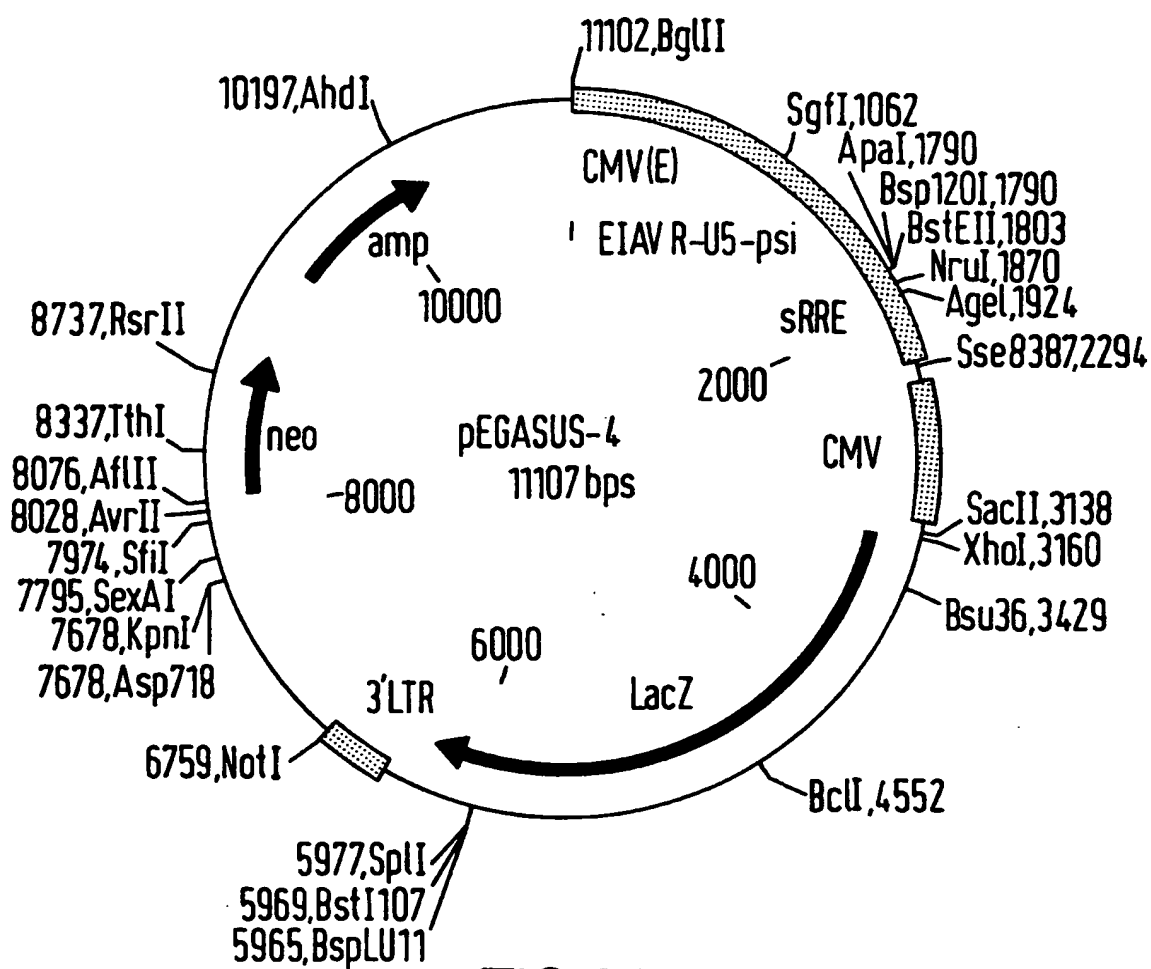 11102,BglII
10197,AhdI
SgfI,1062
ApaI,1790
Bsp120I,1790
BstEII,1803
NruI,1870
AgeI,1924
Sse8387,2294
CMV(E)
EIAV R-U5-psi
amp
10000
sRRE
2000
8737,RsrII
8337,TthI
neo
pEGASUS-4
11107 bps
CMV
8076,AflII
8028,AvrII
7974,SfiI
7795,SexAI
7678,KpnI
7678,Asp718
8000
SacII,3138
XhoI,3160
Bsu36,3429
4000
6000
3'LTR
LacZ
6759,NotI
BclI,4552
5977,SplI
5969,BstI107
5965,BspLU11